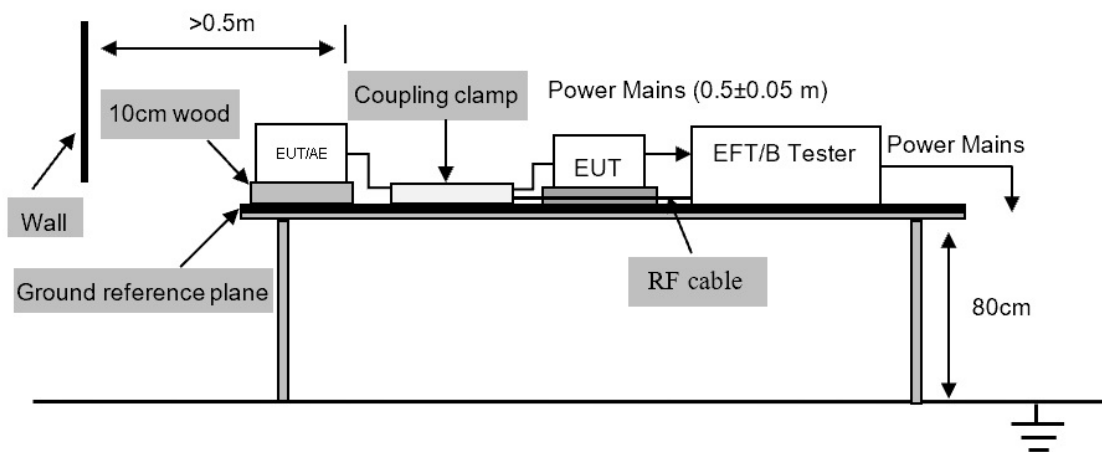 >0.5m
Coupling clamp
Power Mains (0.5±0.05 m)
10cm wood
EUT/AE
EUT
EFT/B Tester
Power Mains
Wall
Ground reference plane
RF cable
80cm